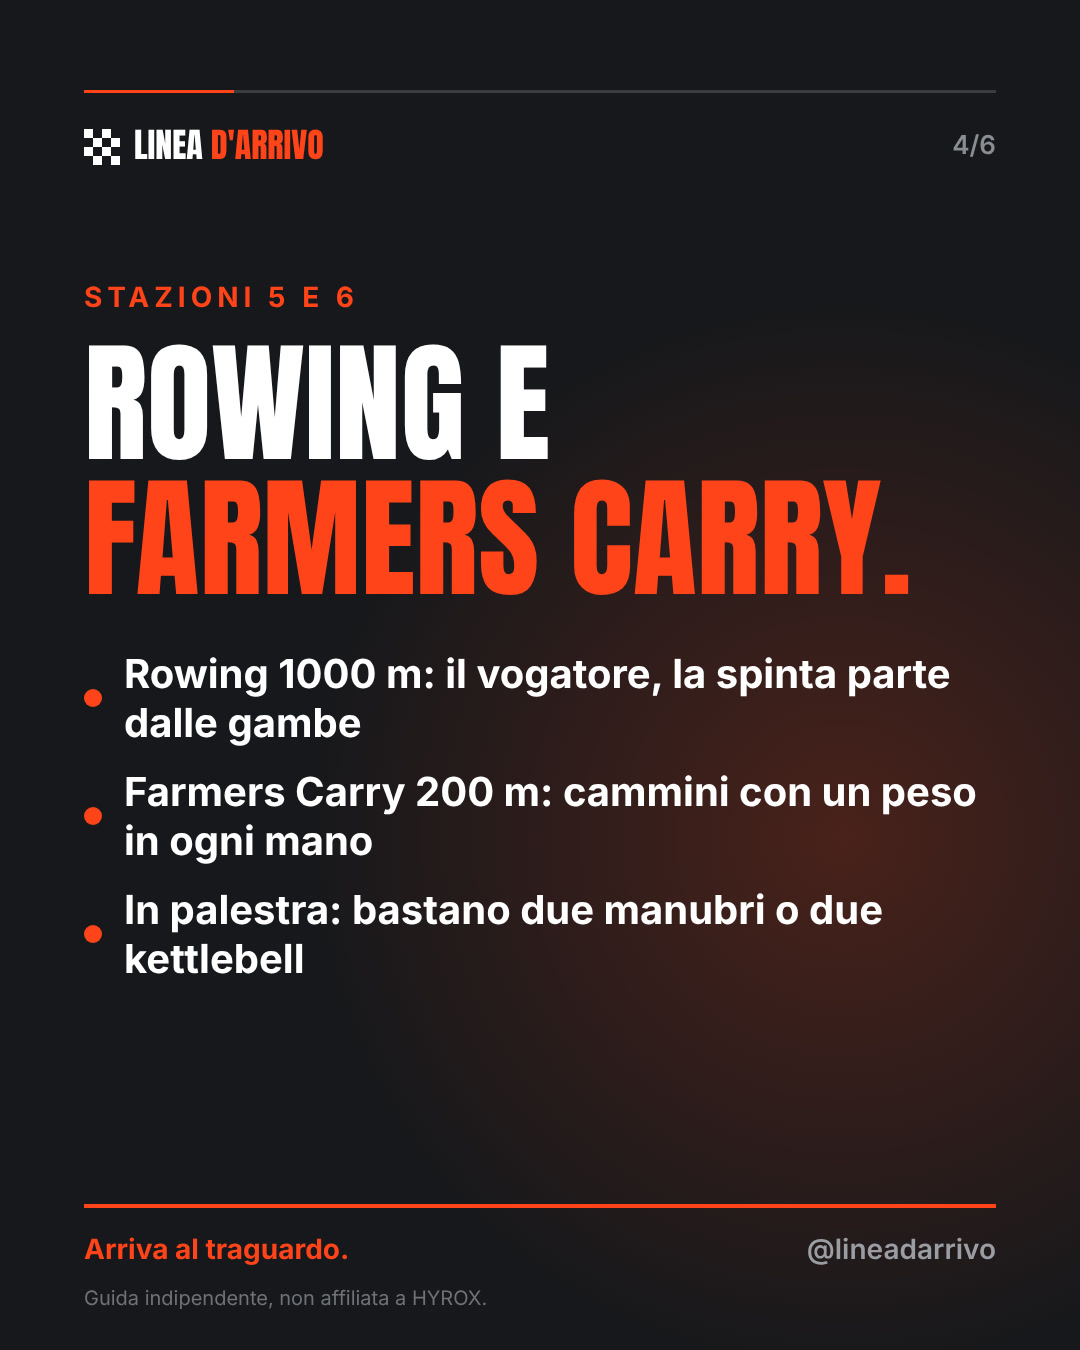 LINEA D'ARRIVO
4/6
STAZIONI 5 E 6
ROWING E
FARMERS CARRY.
Rowing 1000 m: il vogatore, la spinta parte
dalle gambe
Farmers Carry 200 m: cammini con un peso
in ogni mano
In palestra: bastano due manubri o due
kettlebell
Arriva al traguardo.
@lineadarrivo
Guida indipendente, non affiliata a HYROX.